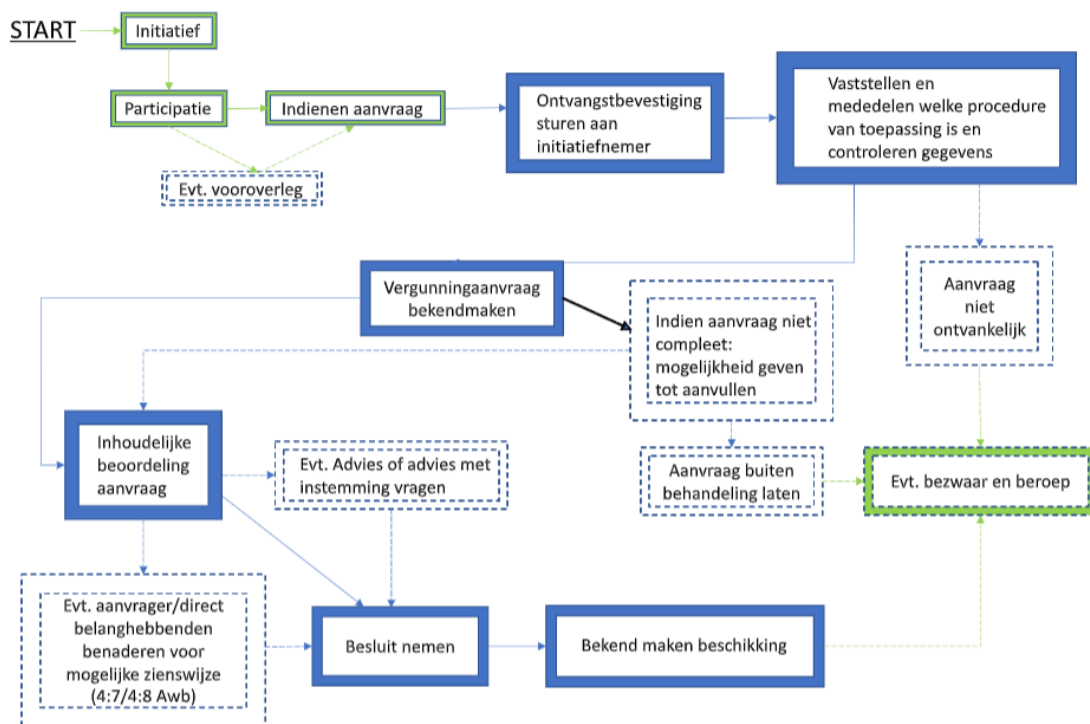 START
Initiatief
Participatie
Indienen aanvraag
Evt. vooroverleg
Ontvangstbevestiging
sturen aan
initiatiefnemer
Vaststellen en
mededelen welke procedure
van toepassing is en
controleren gegevens
Vergunningaanvraag
bekendmaken
Indien aanvraag niet
compleet:
mogelijkheid geven
tot aanvullen
Aanvraag
niet
ontvankelijk
Inhoudelijke
beoordeling
aanvraag
Evt. Advies of advies met
instemming vragen
Aanvraag buiten
behandeling laten
Evt. bezwaar en beroep
Evt. aanvrager/direct
belanghebbenden
benaderen voor
mogelijke zienswijze
(4:7/4:8 Awb)
Besluit nemen
Bekend maken beschikking